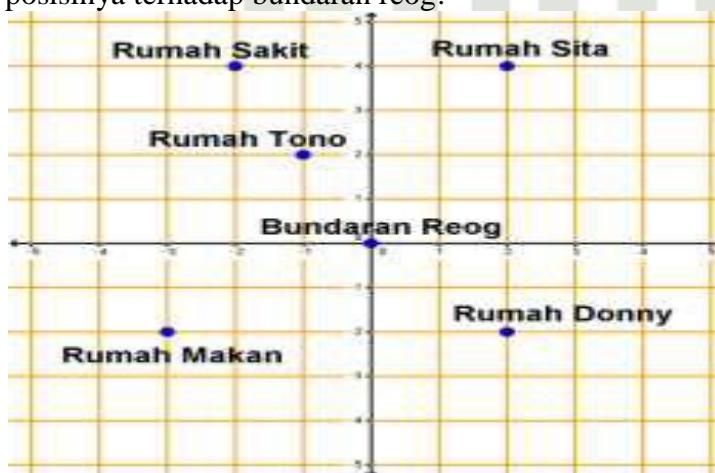 posisinya terhadap bundaran reog?
Rumah Sakit
Rumah Sita
Rumah Tono
Bundaran Reog
Rumah Donny
Rumah Makan